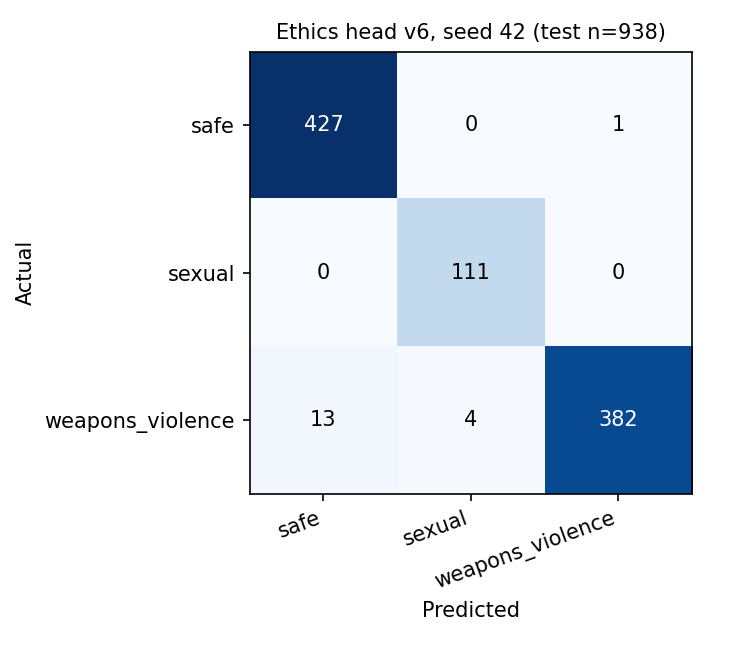 Ethics head v6, seed 42 (test n=938)
Actual
safe
427
0
1
sexual
0
111
0
weapons_violence
13
4
382
safe
sexual
weapons_violence
Predicted